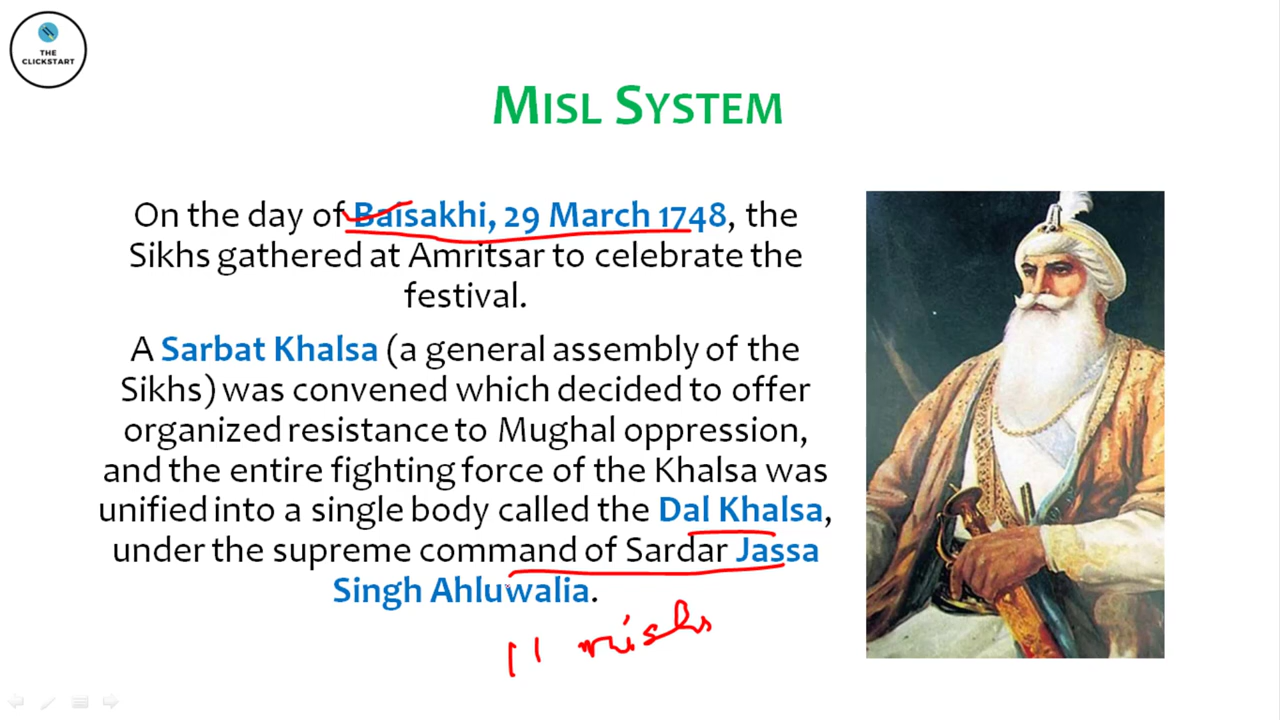 THE
CLICKSTART
MISL SYSTEM
On the day of Baisakhi, 29 March 1748, the
Sikhs gathered at Amritsar to celebrate the
festival.
A Sarbat Khalsa (a general assembly of the
Sikhs) was convened which decided to offer
organized resistance to Mughal oppression,
and the entire fighting force of the Khalsa was
unified into a single body called the Dal Khalsa,
under the supreme command of Sardar Jassa
Singh Ahluwalia.
11 misls